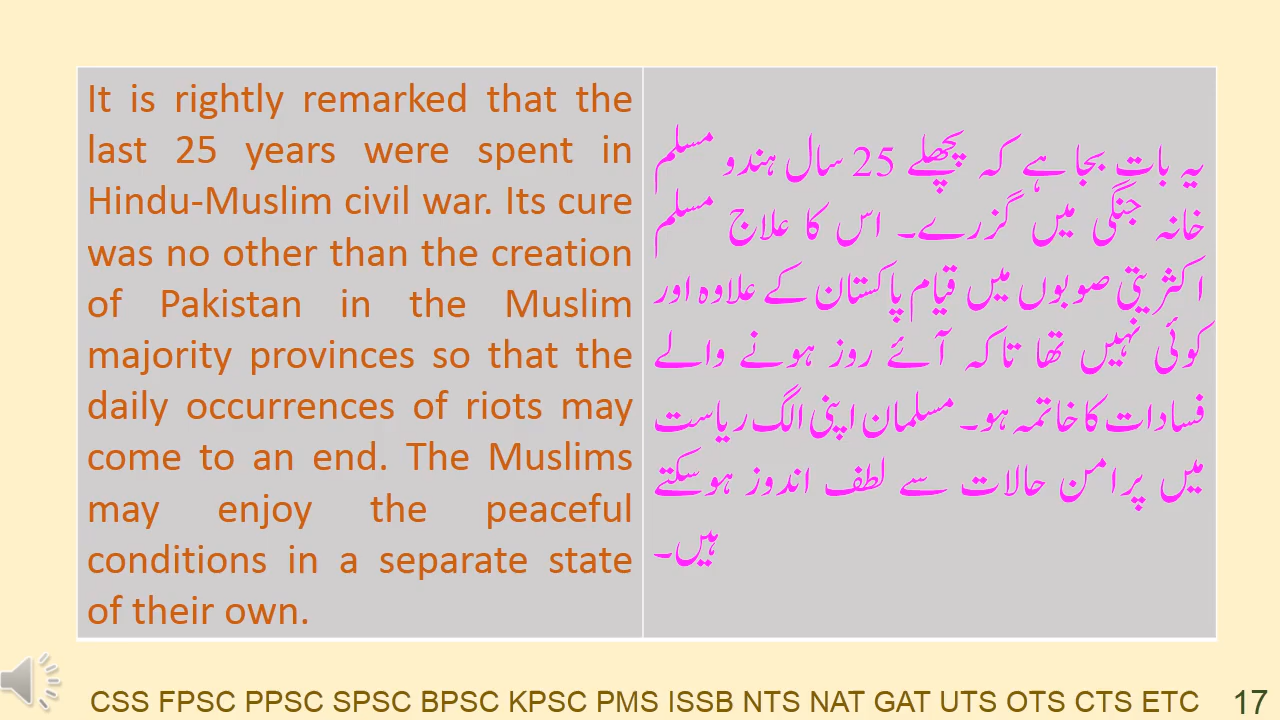 It is rightly remarked that the
last 25 years were spent in
Hindu-Muslim civil war. Its cure
was no other than the creation
of Pakistan in the Muslim
majority provinces so that the
daily occurrences of riots may
come to an end. The Muslims
may enjoy the peaceful
conditions in a separate state
of their own.
یہ بات بجا ہے کہ پچھلے 25 سال ہندو مسلم
خانہ جنگی میں گزرے۔ اس کا علاج مسلم
اکثریتی صوبوں میں قیام پاکستان کے علاوہ اور
کوئی نہیں تھا تاکہ آئے روز ہونے والے
فسادات کا خاتمہ ہو۔ مسلمان اپنی الگ ریاست
میں پرامن حالات سے لطف اندوز ہوسکتے
ہیں۔
CSS FPSC PPSC SPSC BPSC KPSC PMS ISSB NTS NAT GAT UTS OTS CTS ETC 17